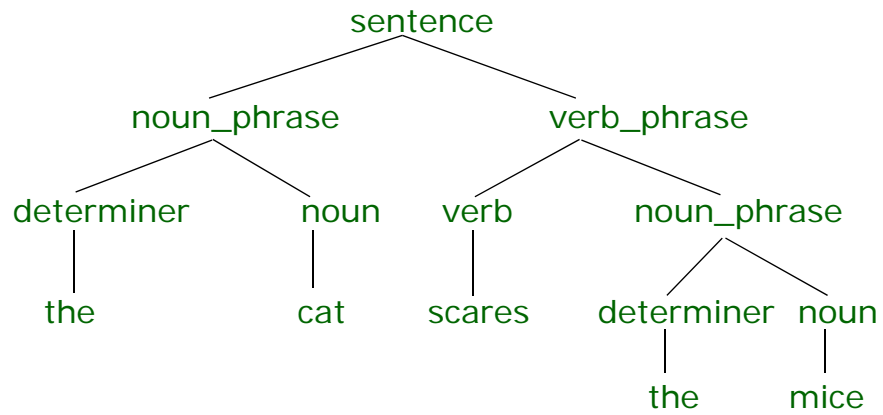 sentence
noun_phrase verb_phrase
determiner noun verb noun_phrase
the cat scares determiner noun
the mice